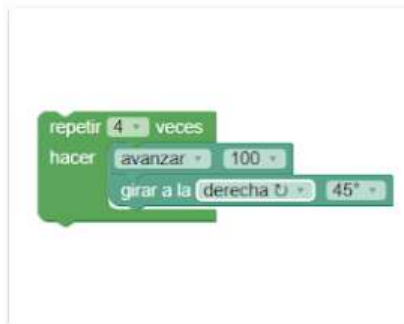 repetir 4 veces
hacer avanzar 100
girar a la derecha ↻ 45°